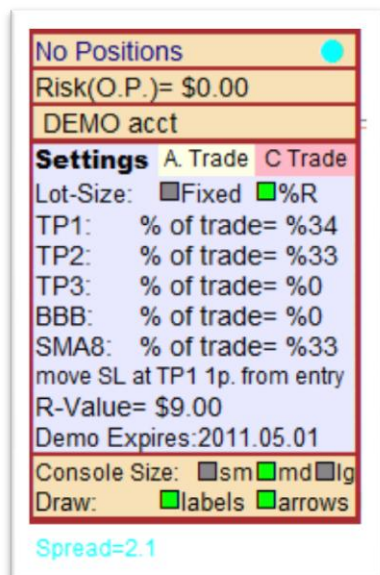 No Positions
Risk(O.P.)= $0.00
DEMO acct
Settings A. Trade C Trade
Lot-Size: Fixed %R
TP1: % of trade= %34
TP2: % of trade= %33
TP3: % of trade= %0
BBB: % of trade= %0
SMA8: % of trade= %33
move SL at TP1 1p. from entry
R-Value= $9.00
Demo Expires:2011.05.01
Console Size: sm md lg
Draw: labels arrows
Spread=2.1